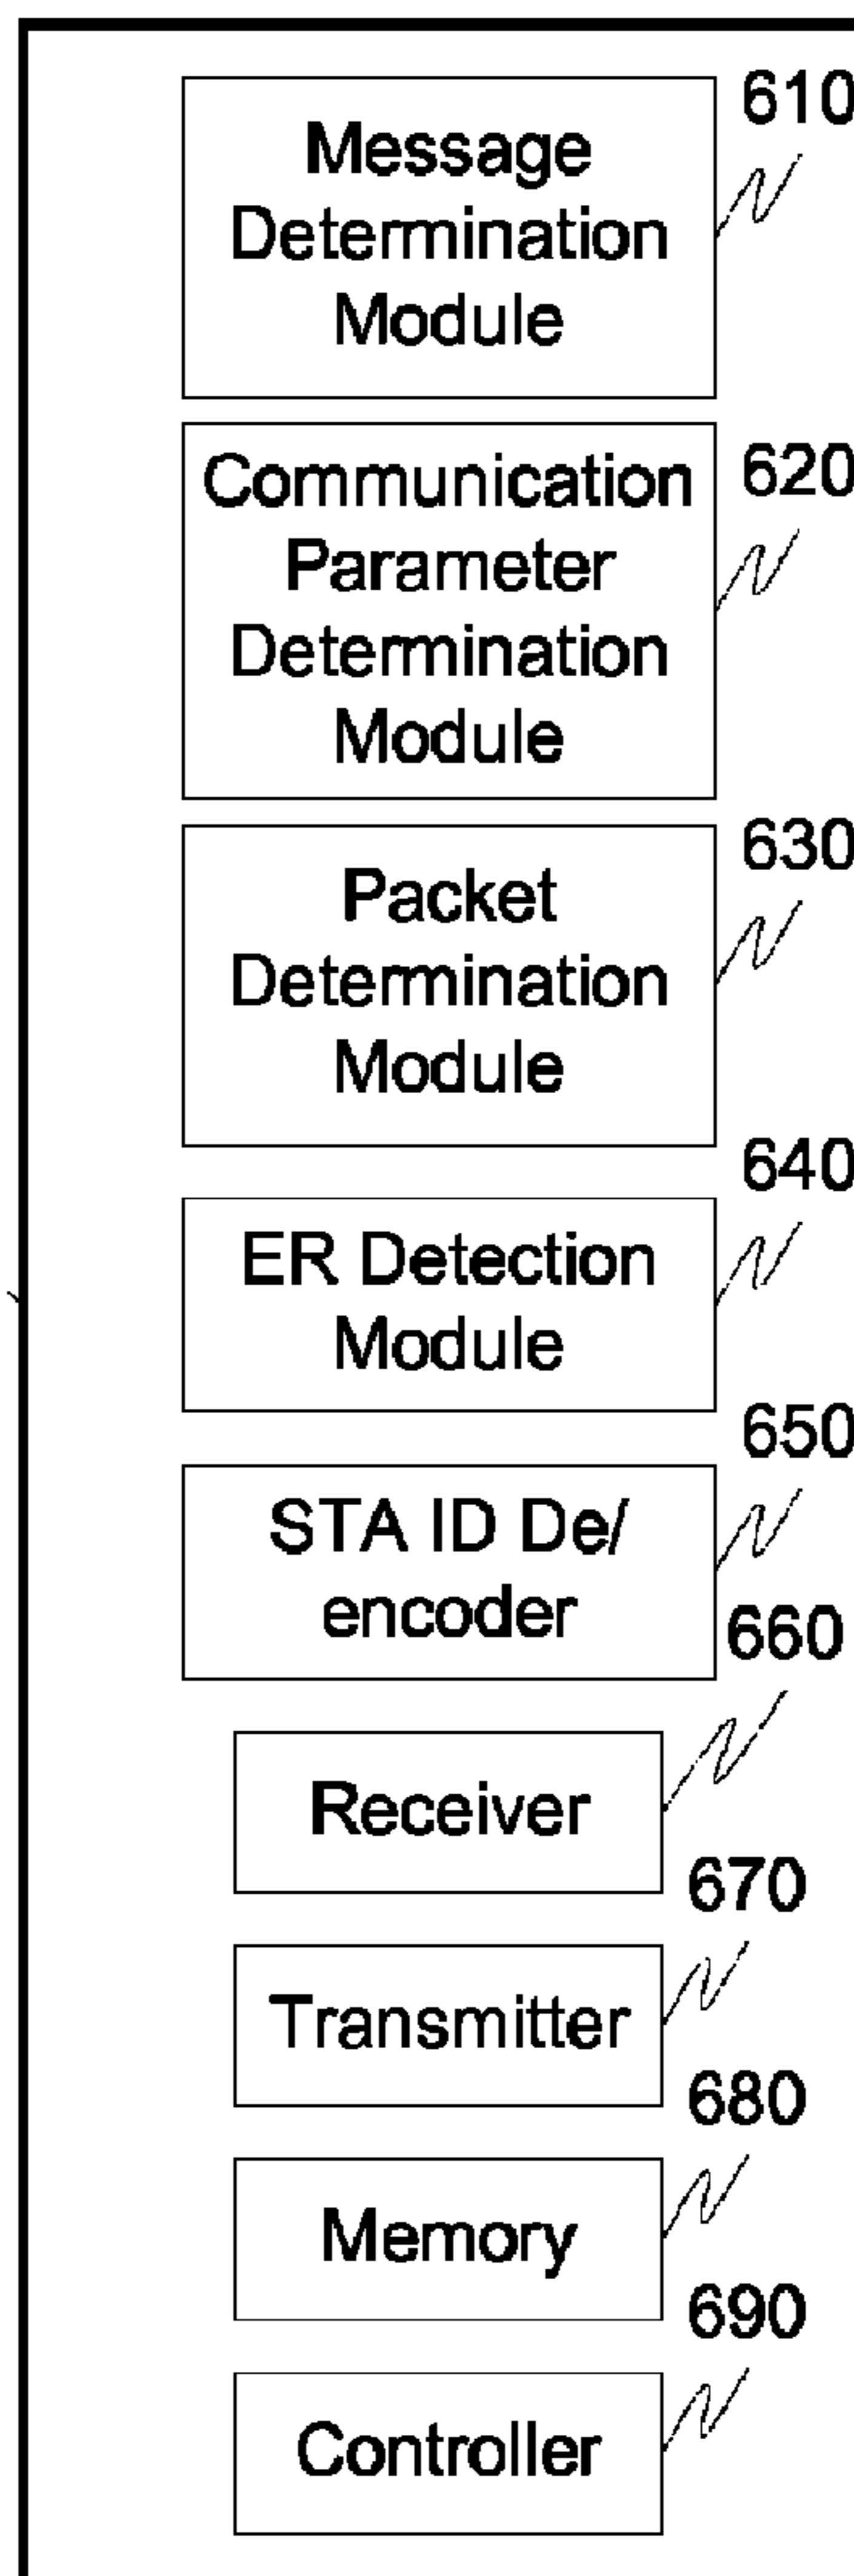 610
Message
Determination
Module
620
Communication
Parameter
Determination
Module
630
Packet
Determination
Module
640
ER Detection
Module
650
STA ID De/
encoder
660
Receiver
670
Transmitter
680
Memory
690
Controller